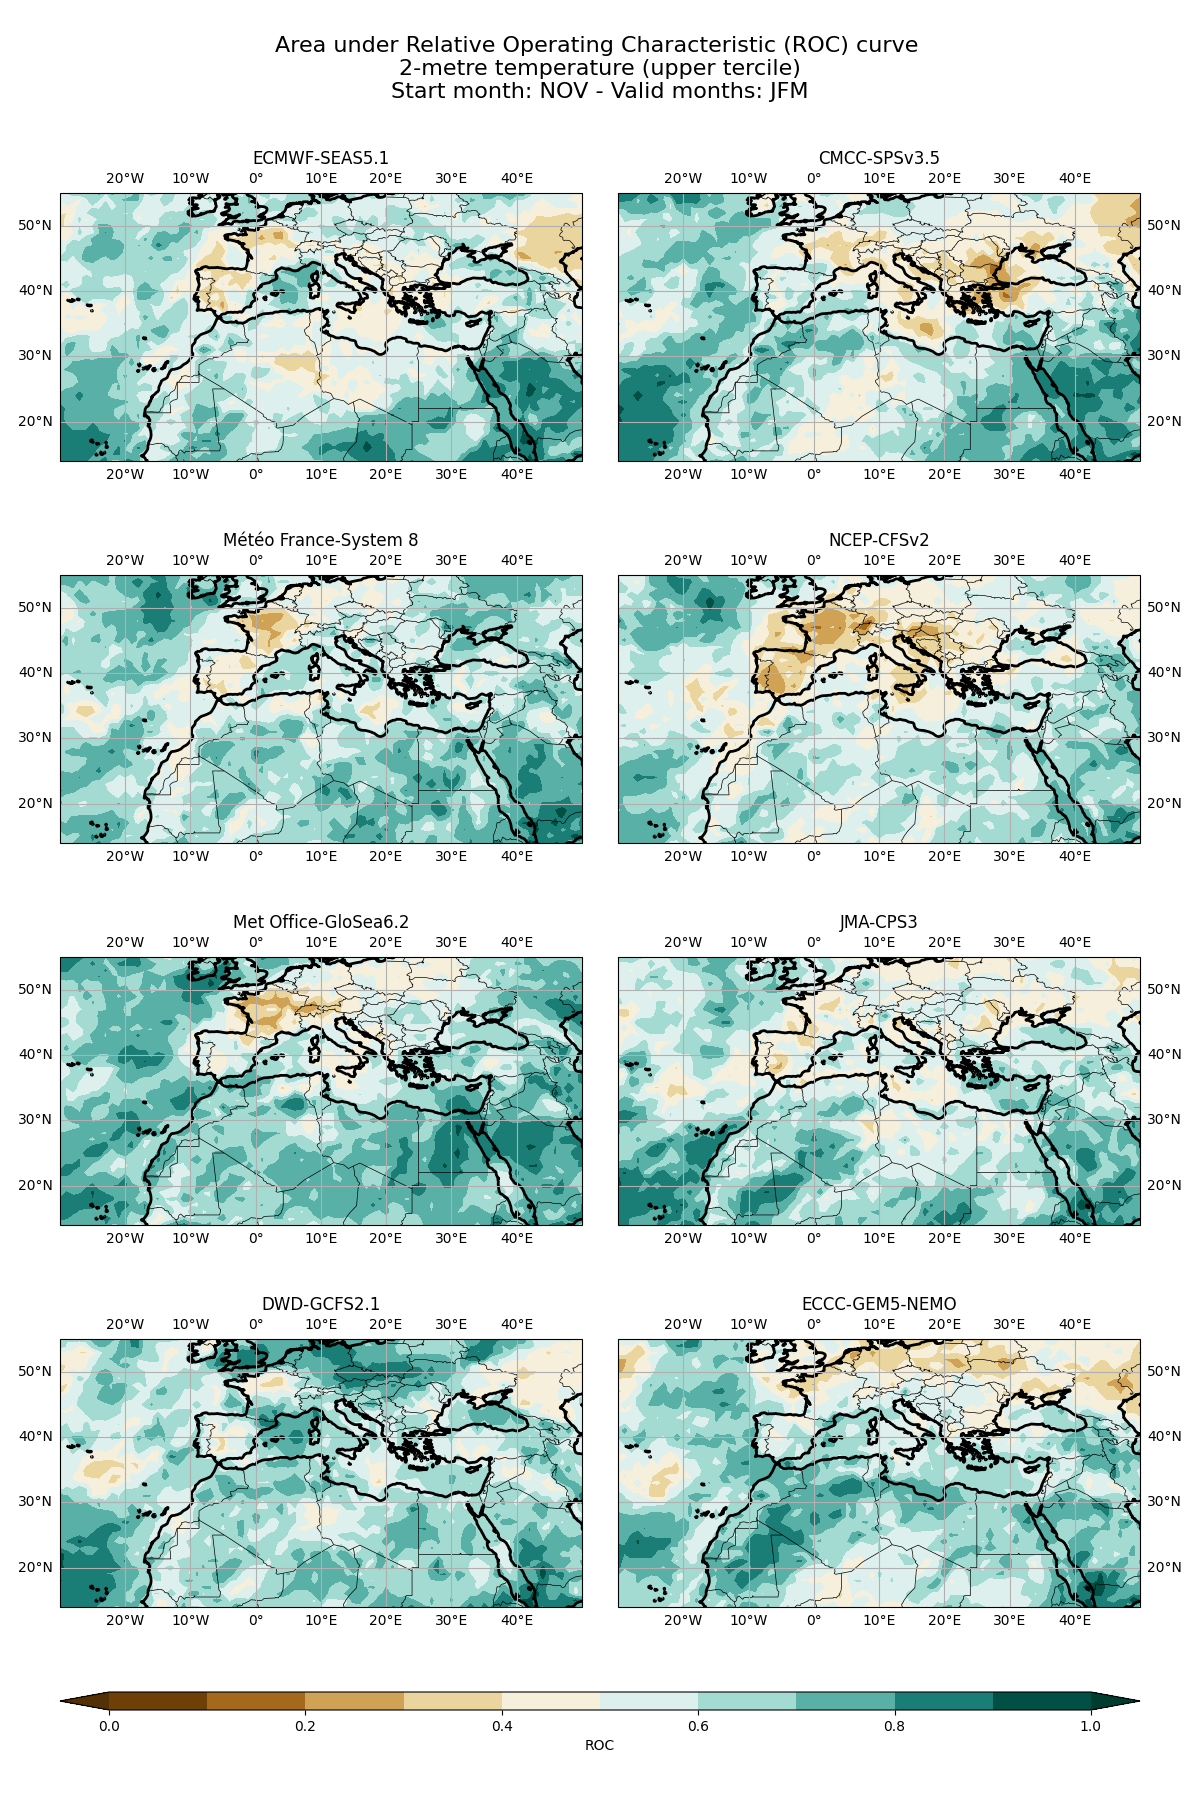 Area under Relative Operating Characteristic (ROC) curve
2-metre temperature (upper tercile)
Start month: NOV - Valid months: JFM
ECMWF-SEAS5.1
20°W 10°W 0° 10°E 20°E 30°E 40°E
50°N
40°N
30°N
20°N
20°W 10°W 0° 10°E 20°E 30°E 40°E
CMCC-SPSv3.5
20°W 10°W 0° 10°E 20°E 30°E 40°E
50°N
40°N
30°N
20°N
20°W 10°W 0° 10°E 20°E 30°E 40°E
Météo France-System 8
20°W 10°W 0° 10°E 20°E 30°E 40°E
50°N
40°N
30°N
20°N
20°W 10°W 0° 10°E 20°E 30°E 40°E
NCEP-CFSv2
20°W 10°W 0° 10°E 20°E 30°E 40°E
50°N
40°N
30°N
20°N
20°W 10°W 0° 10°E 20°E 30°E 40°E
Met Office-GloSea6.2
20°W 10°W 0° 10°E 20°E 30°E 40°E
50°N
40°N
30°N
20°N
20°W 10°W 0° 10°E 20°E 30°E 40°E
JMA-CPS3
20°W 10°W 0° 10°E 20°E 30°E 40°E
50°N
40°N
30°N
20°N
20°W 10°W 0° 10°E 20°E 30°E 40°E
DWD-GCFS2.1
20°W 10°W 0° 10°E 20°E 30°E 40°E
50°N
40°N
30°N
20°N
20°W 10°W 0° 10°E 20°E 30°E 40°E
ECCC-GEM5-NEMO
20°W 10°W 0° 10°E 20°E 30°E 40°E
50°N
40°N
30°N
20°N
20°W 10°W 0° 10°E 20°E 30°E 40°E
0.0 0.2 0.4 0.6 0.8 1.0
ROC